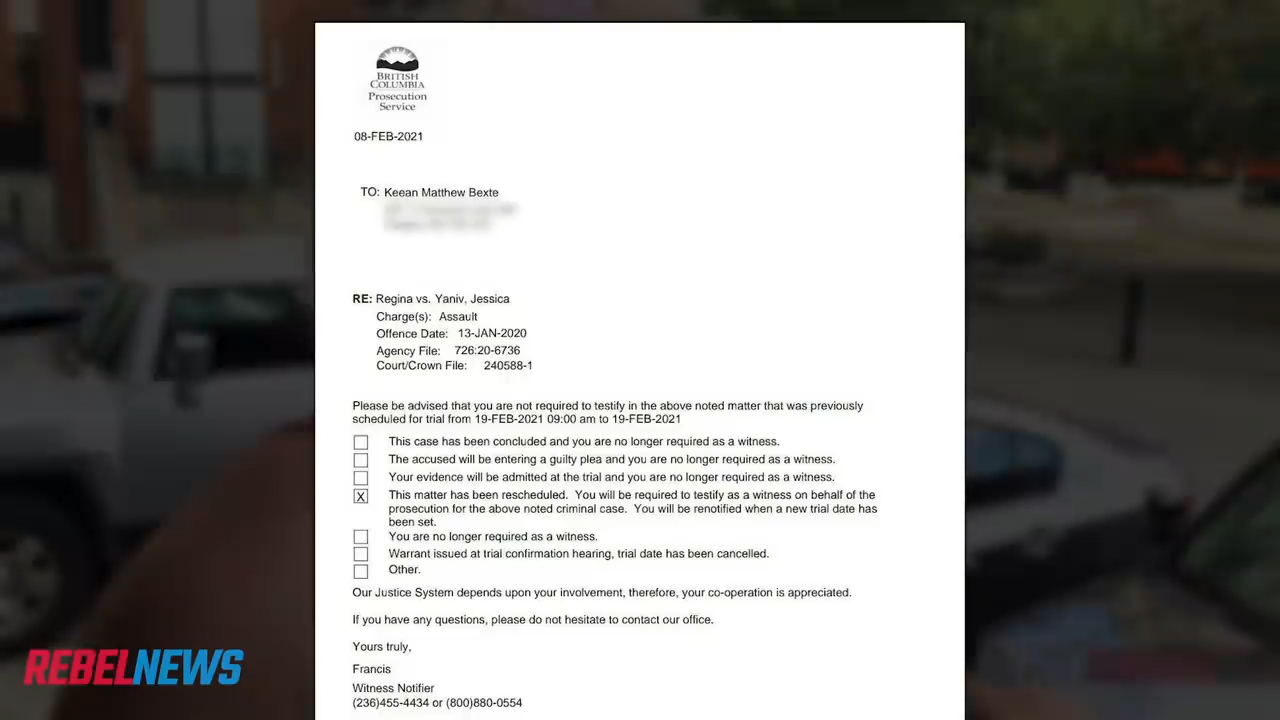 BRITISH
COLUMBIA
Prosecution
Service
08-FEB-2021
TO: Keean Matthew Bexte
RE: Regina vs. Yaniv, Jessica
Charge(s): Assault
Offence Date: 13-JAN-2020
Agency File: 726:20-6736
Court/Crown File: 240588-1
Please be advised that you are not required to testify in the above noted matter that was previously
scheduled for trial from 19-FEB-2021 09:00 am to 19-FEB-2021
This case has been concluded and you are no longer required as a witness.
The accused will be entering a guilty plea and you are no longer required as a witness.
Your evidence will be admitted at the trial and you are no longer required as a witness.
X This matter has been rescheduled. You will be required to testify as a witness on behalf of the
prosecution for the above noted criminal case. You will be renotified when a new trial date has
been set.
You are no longer required as a witness.
Warrant issued at trial confirmation hearing, trial date has been cancelled.
Other.
Our Justice System depends upon your involvement, therefore, your co-operation is appreciated.
If you have any questions, please do not hesitate to contact our office.
Yours truly,
Francis
Witness Notifier
(236)455-4434 or (800)880-0554
REBELNEWS